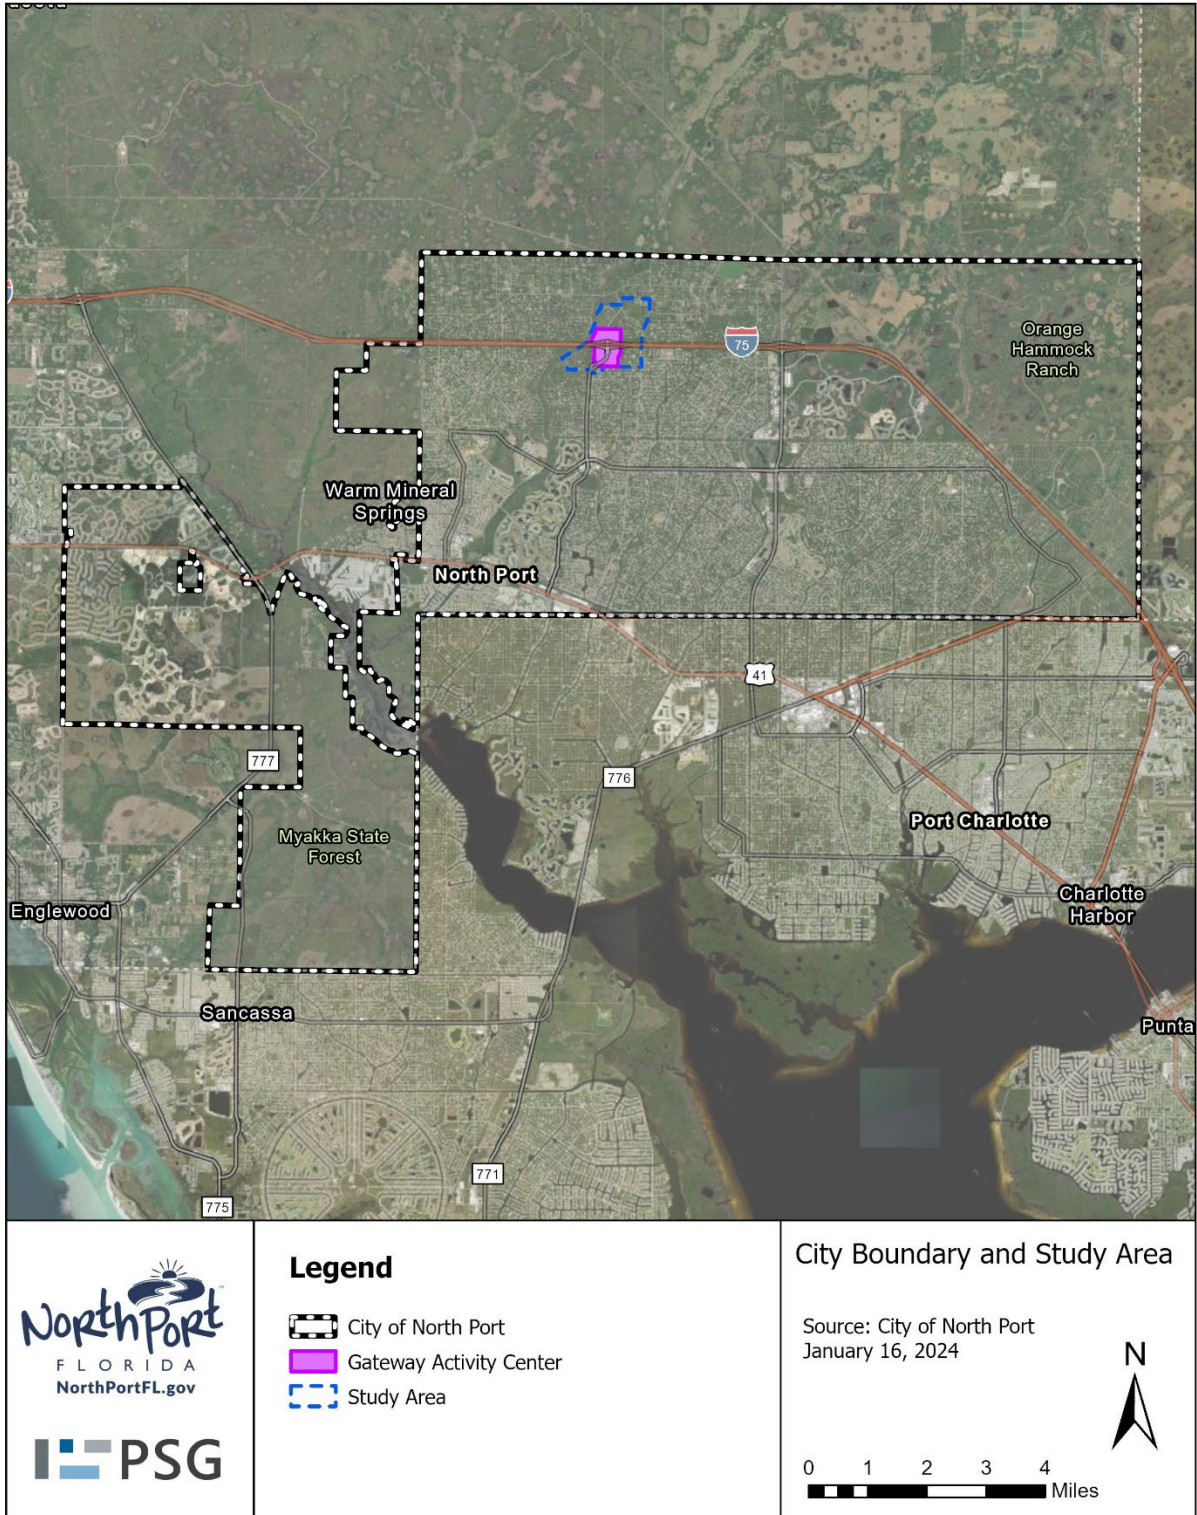 75
Orange
Hammock
Ranch
Warm Mineral
Springs
North Port
41
777
776
Myakka State
Forest
Port Charlotte
Englewood
Charlotte
Harbor
Sancassa
Punta
771
775
North Port
FLORIDA
NorthPortFL.gov
PSG
Legend
City of North Port
Gateway Activity Center
Study Area
City Boundary and Study Area
Source: City of North Port
January 16, 2024
N
0 1 2 3 4
Miles